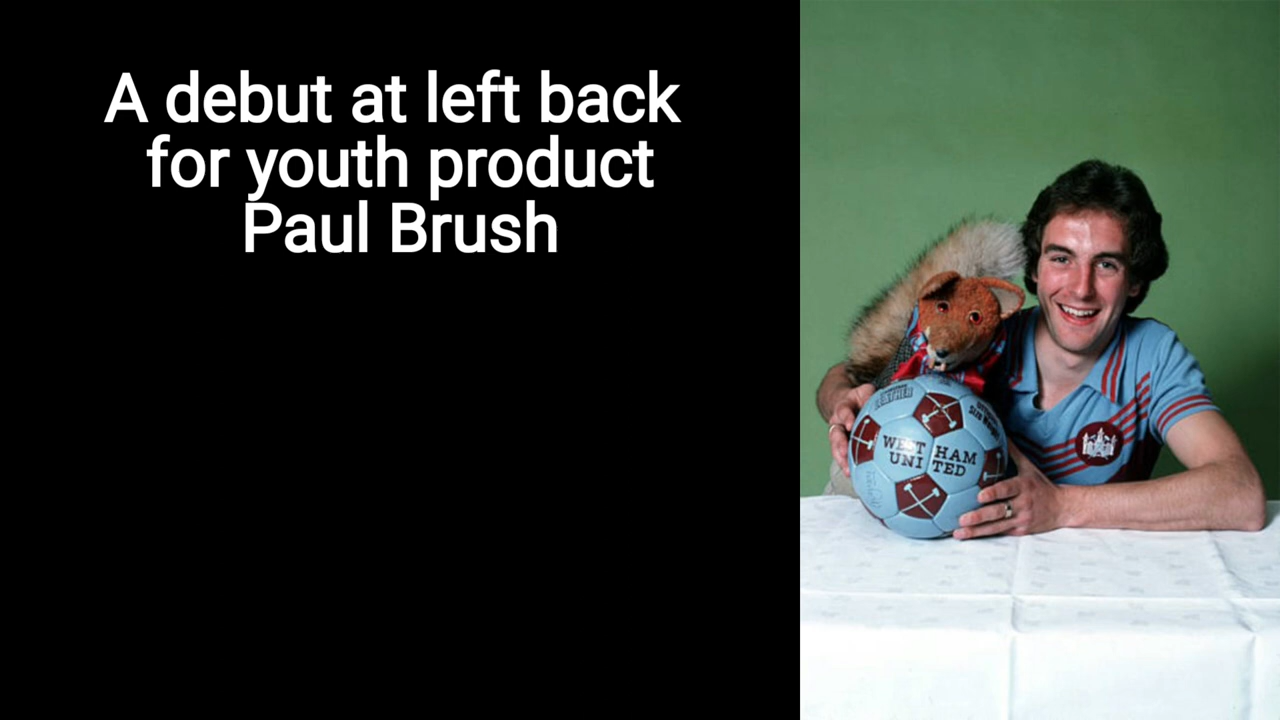 A debut at left back
for youth product
Paul Brush
WEST HAM
UNITED